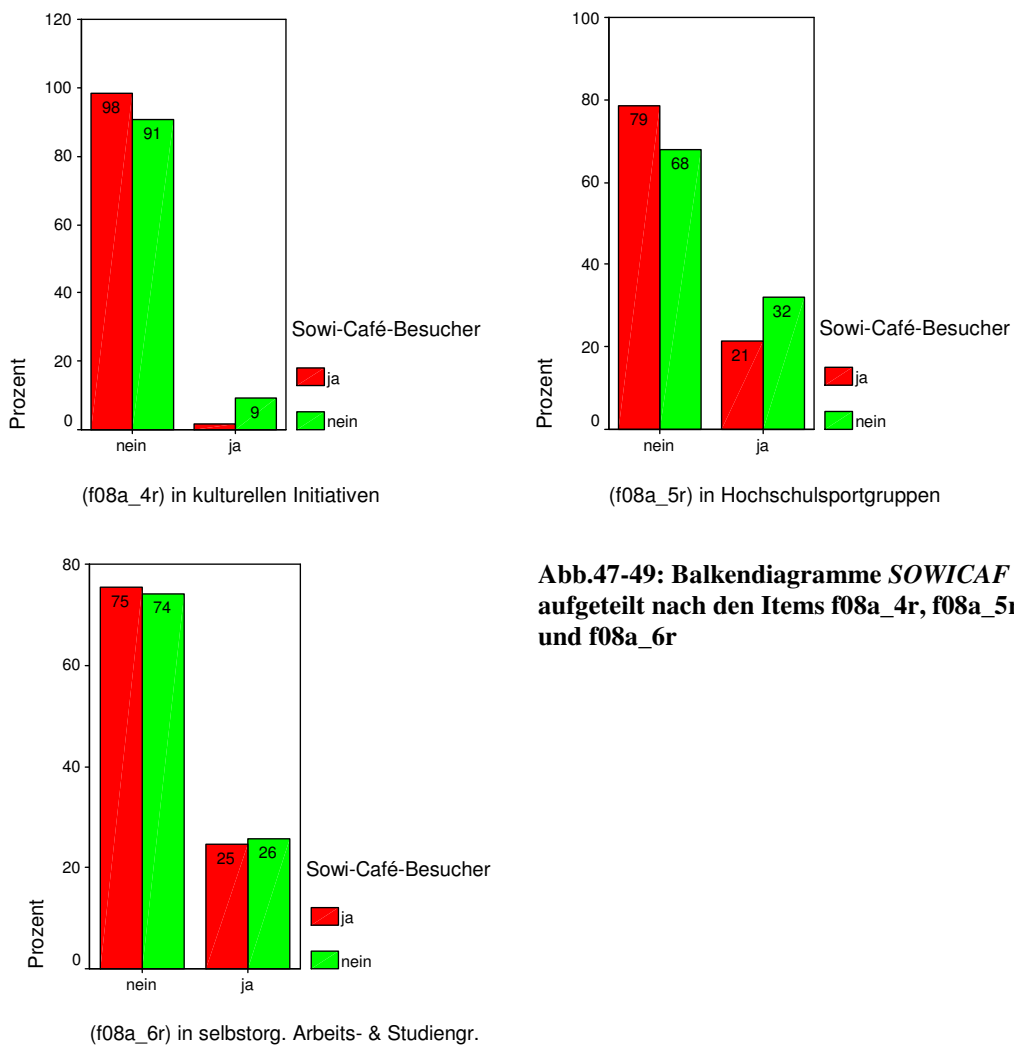 120
100
80
60
40
20
0
Prozent
98
91
9
nein
ja
Sowi-Café-Besucher
ja
nein
(f08a_4r) in kulturellen Initiativen
100
80
60
40
20
0
Prozent
79
68
21
32
nein
ja
Sowi-Café-Besucher
ja
nein
(f08a_5r) in Hochschulsportgruppen
80
60
40
20
0
Prozent
75
74
25
26
nein
ja
Sowi-Café-Besucher
ja
nein
(f08a_6r) in selbstorg. Arbeits- & Studiengr.
Abb.47-49: Balkendiagramme SOWICAF
aufgeteilt nach den Items f08a_4r, f08a_5r
und f08a_6r